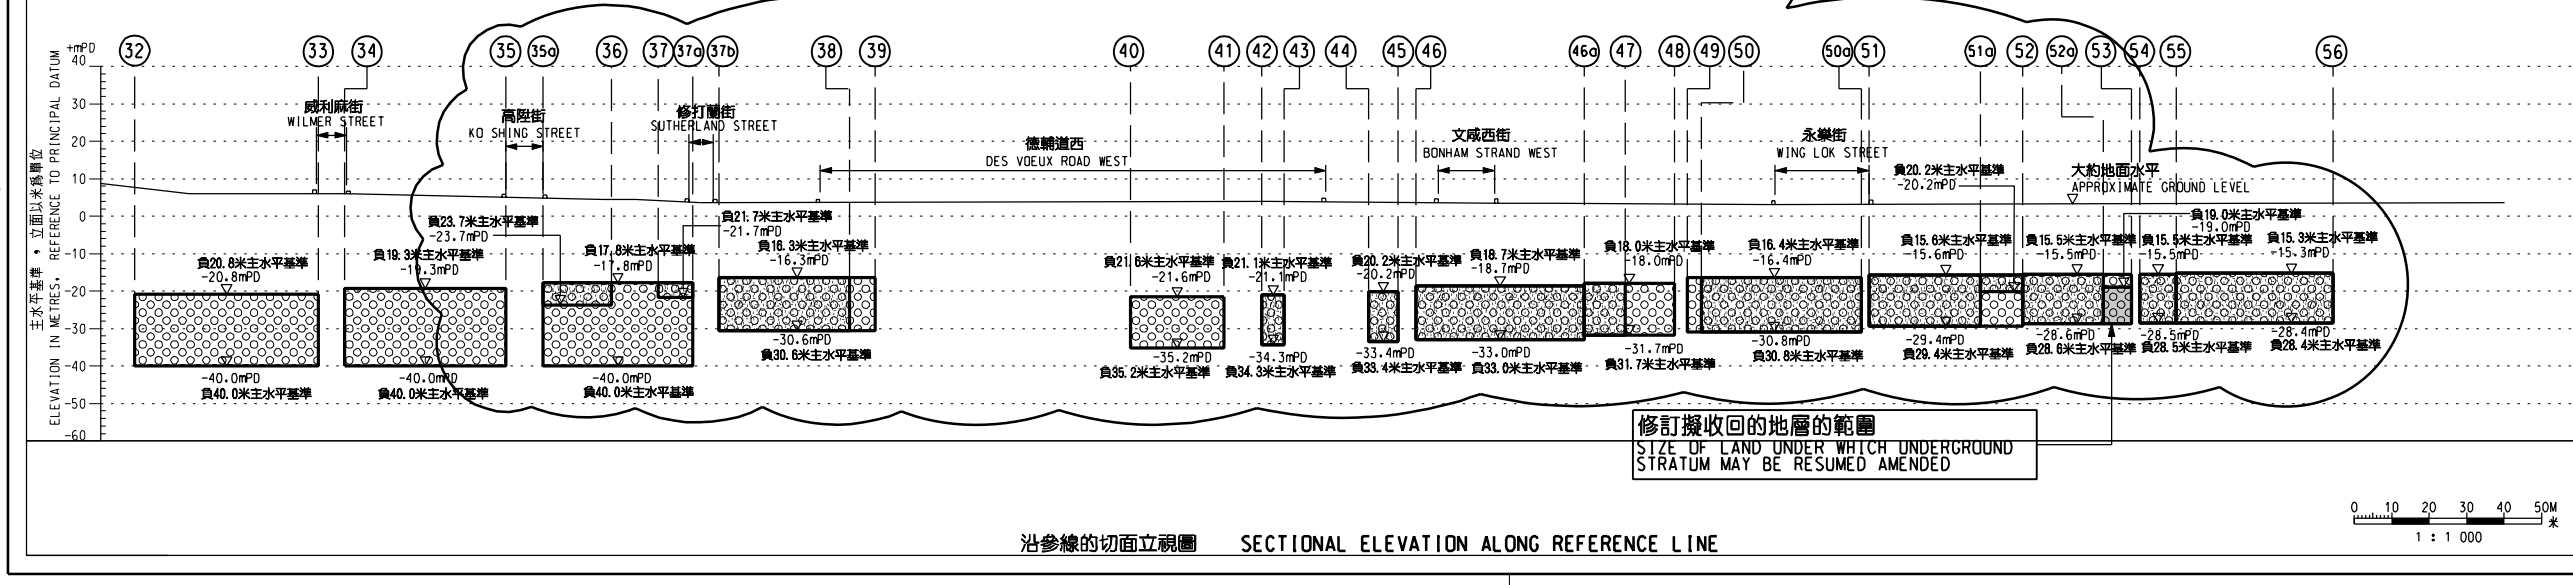 32 33 34 35 35a 36 37 37a 37b 38 39 40 41 42 43 44 45 46 46a 47 48 49 50 50a 51 51a 52 52a 53 54 55 56
+mPD
40
30
20
10
0
-10
-20
-30
-40
-50
-60
主水平基準，立面以米為單位
ELEVATION IN METRES. REFERENCE TO PRINCIPAL DATUM
威利麻街
WILMER STREET
高陞街
KO SHING STREET
修打蘭街
SUTHERLAND STREET
德輔道西
DES VOEUX ROAD WEST
文咸西街
BONHAM STRAND WEST
永樂街
WING LOK STREET
大約地面水平
APPROXIMATE GROUND LEVEL
負20.8米主水平基準
-20.8mPD
-40.0mPD
負40.0米主水平基準
負19.3米主水平基準
-19.3mPD
-40.0mPD
負40.0米主水平基準
負23.7米主水平基準
-23.7mPD
負17.8米主水平基準
-17.8mPD
-40.0mPD
負40.0米主水平基準
負21.7米主水平基準
-21.7mPD
負16.3米主水平基準
-16.3mPD
-30.6mPD
負30.6米主水平基準
負21.6米主水平基準
-21.6mPD
-35.2mPD
負35.2米主水平基準
負21.1米主水平基準
-21.1mPD
-34.3mPD
負34.3米主水平基準
負20.2米主水平基準
-20.2mPD
-33.4mPD
負33.4米主水平基準
負18.7米主水平基準
-18.7mPD
-33.0mPD
負33.0米主水平基準
負18.0米主水平基準
-18.0mPD
-31.7mPD
負31.7米主水平基準
負16.4米主水平基準
-16.4mPD
-30.8mPD
負30.8米主水平基準
負20.2米主水平基準
-20.2mPD
負15.6米主水平基準
-15.6mPD
-29.4mPD
負29.4米主水平基準
負15.5米主水平基準
-15.5mPD
-28.6mPD
負28.6米主水平基準
負19.0米主水平基準
-19.0mPD
負15.5米主水平基準
-15.5mPD
-28.5mPD
負28.5米主水平基準
負15.3米主水平基準
-15.3mPD
-28.4mPD
負28.4米主水平基準
修訂擬收回的地層的範圍
SIZE OF LAND UNDER WHICH UNDERGROUND
STRATUM MAY BE RESUMED AMENDED
0 10 20 30 40 50M
米
1 : 1 000
沿參線的切面立視圖 SECTIONAL ELEVATION ALONG REFERENCE LINE